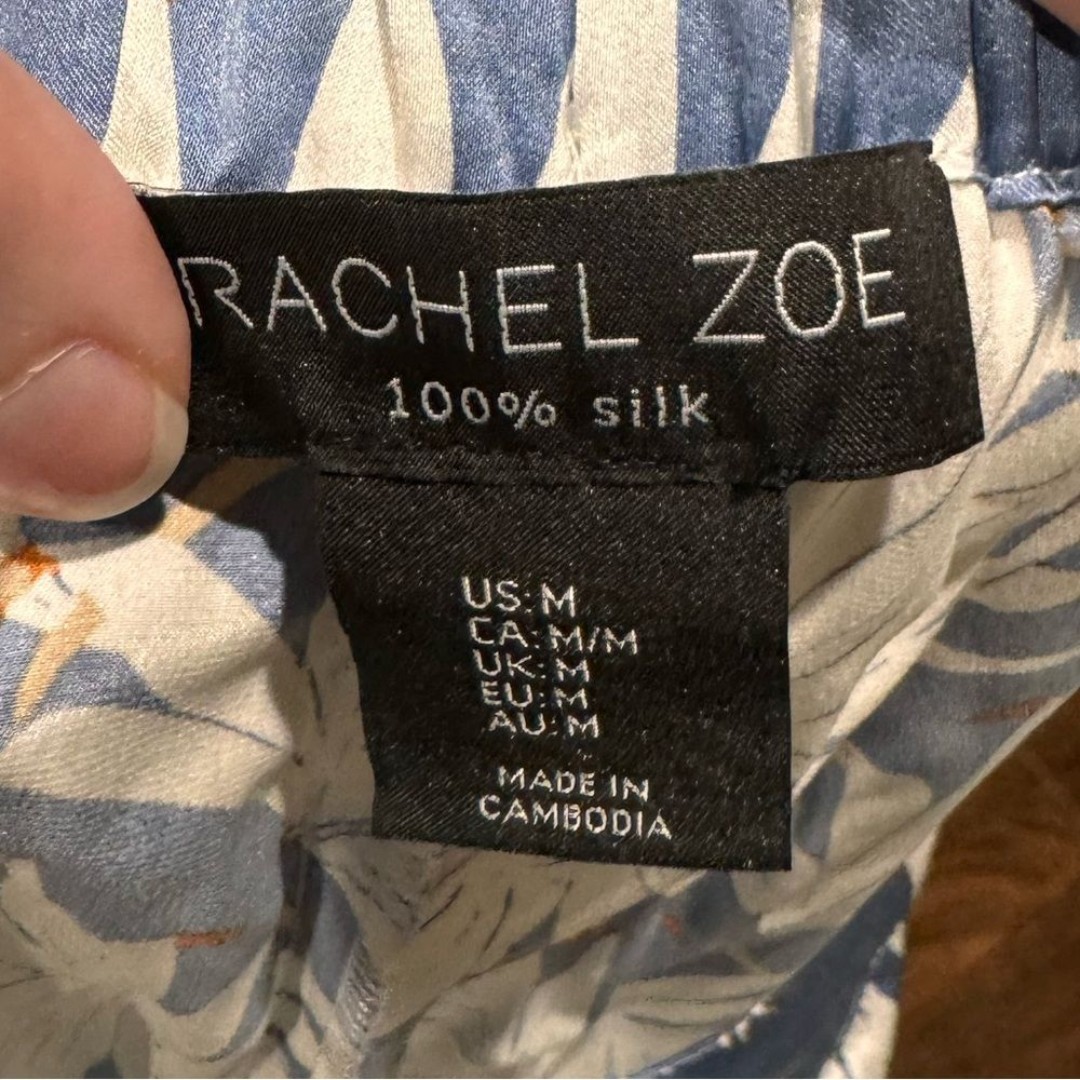 RACHEL ZOE
100% silk
US: M
CA: M/M
UK: M
EU: M
AU: M
MADE IN
CAMBODIA